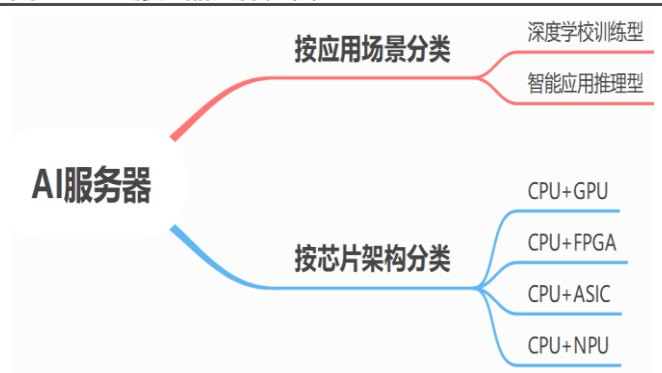 按应用场景分类
深度学校训练型
智能应用推理型
AI服务器
按芯片架构分类
CPU+GPU
CPU+FPGA
CPU+ASIC
CPU+NPU